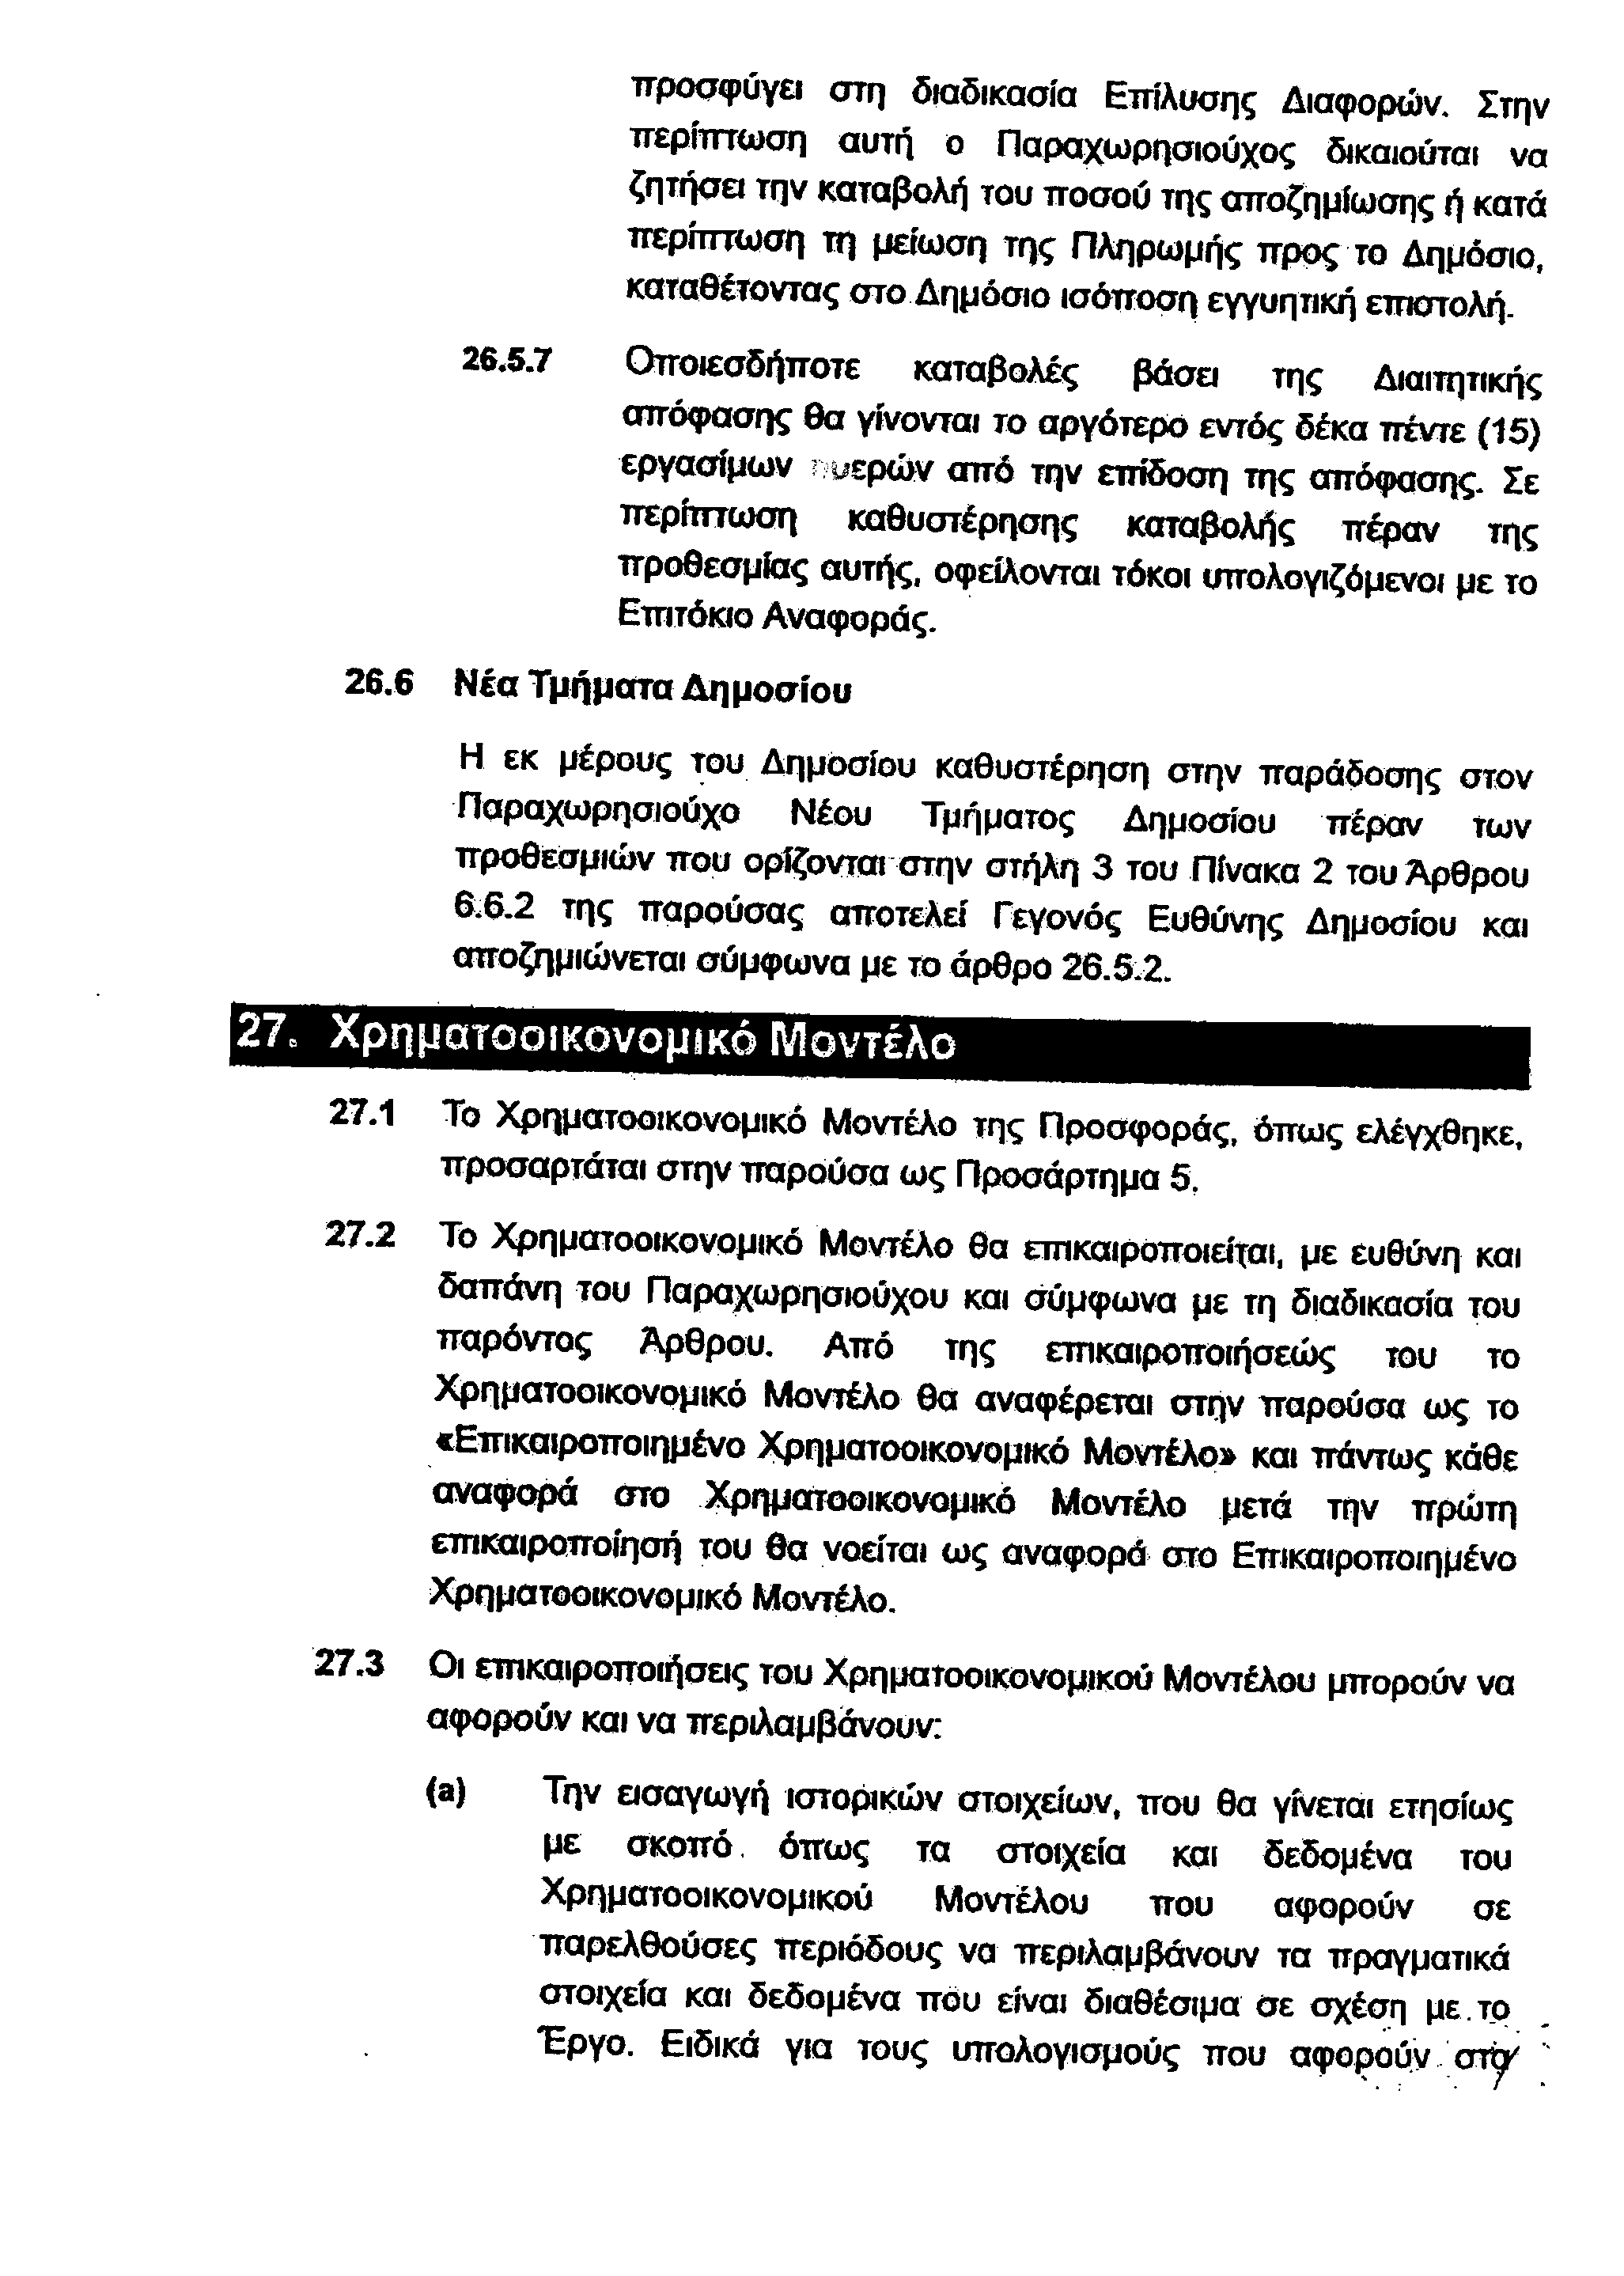 προσφύγει στη διαδικασία Επίλυσης Διαφορών. Στην
περίπτωση αυτή ο Παραχωρησιούχος δικαιούται να
ζητήσει την καταβολή του ποσού της αποζημίωσης ή κατά
περίπτωση τη μείωση της Πληρωμής προς το Δημόσιο,
καταθέτοντας στο Δημόσιο ισόποση εγγυητική επιστολή.
26.5.7 Οποιεσδήποτε καταβολές βάσει της Διαιτητικής
απόφασης θα γίνονται το αργότερο εντός δέκα πέντε (15)
εργασίμων ημερών από την επίδοση της απόφασης. Σε
περίπτωση καθυστέρησης καταβολής πέραν της
προθεσμίας αυτής, οφείλονται τόκοι υπολογιζόμενοι με το
Επιτόκιο Αναφοράς.
26.6 Νέα Τμήματα Δημοσίου
Η εκ μέρους του Δημοσίου καθυστέρηση στην παράδοσης στον
Παραχωρησιούχο Νέου Τμήματος Δημοσίου πέραν των
προθεσμιών που ορίζονται στην στήλη 3 του Πίνακα 2 του Άρθρου
6.6.2 της παρούσας αποτελεί Γεγονός Ευθύνης Δημοσίου και
αποζημιώνεται σύμφωνα με το άρθρο 26.5.2.
27. Χρηματοοικονομικό Μοντέλο
27.1 Το Χρηματοοικονομικό Μοντέλο της Προσφοράς, όπως ελέγχθηκε,
προσαρτάται στην παρούσα ως Προσάρτημα 5.
27.2 Το Χρηματοοικονομικό Μοντέλο θα επικαιροποιείται, με ευθύνη και
δαπάνη του Παραχωρησιούχου και σύμφωνα με τη διαδικασία του
παρόντος Άρθρου. Από της επικαιροποιήσεώς του το
Χρηματοοικονομικό Μοντέλο θα αναφέρεται στην παρούσα ως το
«Επικαιροποιημένο Χρηματοοικονομικό Μοντέλο» και πάντως κάθε
αναφορά στο Χρηματοοικονομικό Μοντέλο μετά την πρώτη
επικαιροποίησή του θα νοείται ως αναφορά στο Επικαιροποιημένο
Χρηματοοικονομικό Μοντέλο.
27.3 Οι επικαιροποιήσεις του Χρηματοοικονομικού Μοντέλου μπορούν να
αφορούν και να περιλαμβάνουν:
(a) Την εισαγωγή ιστορικών στοιχείων, που θα γίνεται ετησίως
με σκοπό όπως τα στοιχεία και δεδομένα του
Χρηματοοικονομικού Μοντέλου που αφορούν σε
παρελθούσες περιόδους να περιλαμβάνουν τα πραγματικά
στοιχεία και δεδομένα που είναι διαθέσιμα σε σχέση με το
Έργο. Ειδικά για τους υπολογισμούς που αφορούν